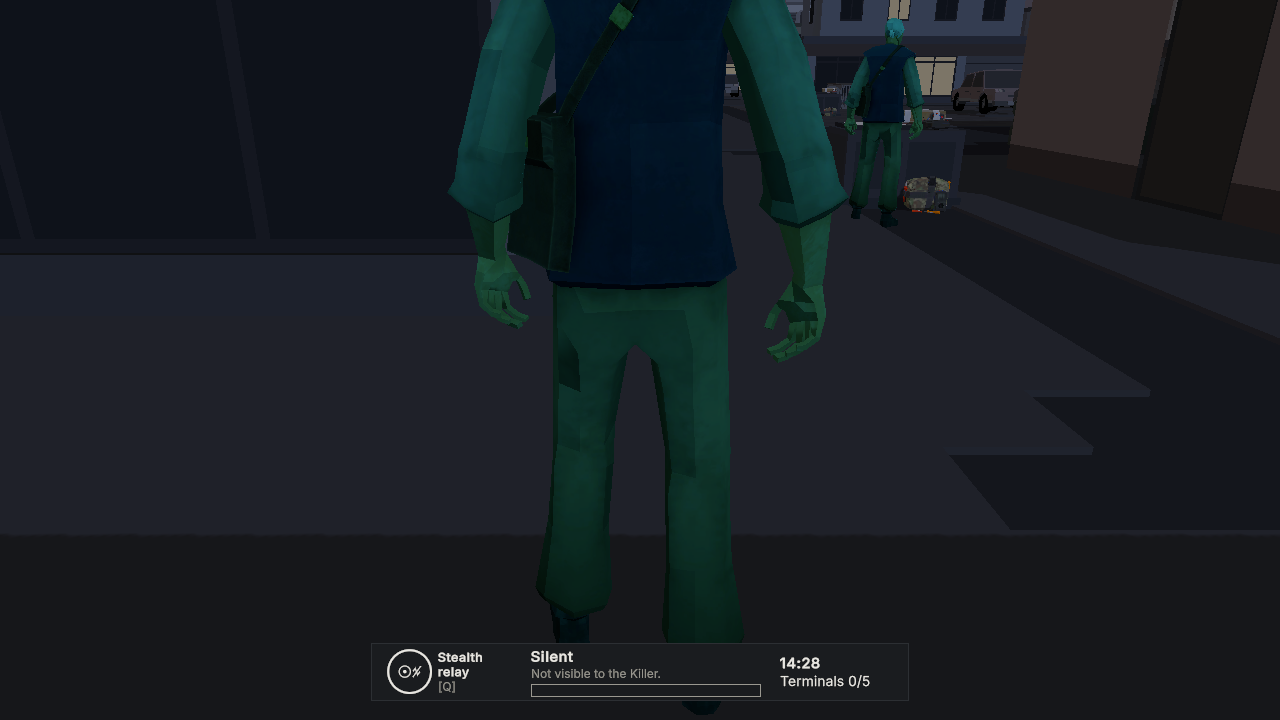 Stealth
relay
[Q]
Silent
Not visible to the Killer.
14:28
Terminals 0/5